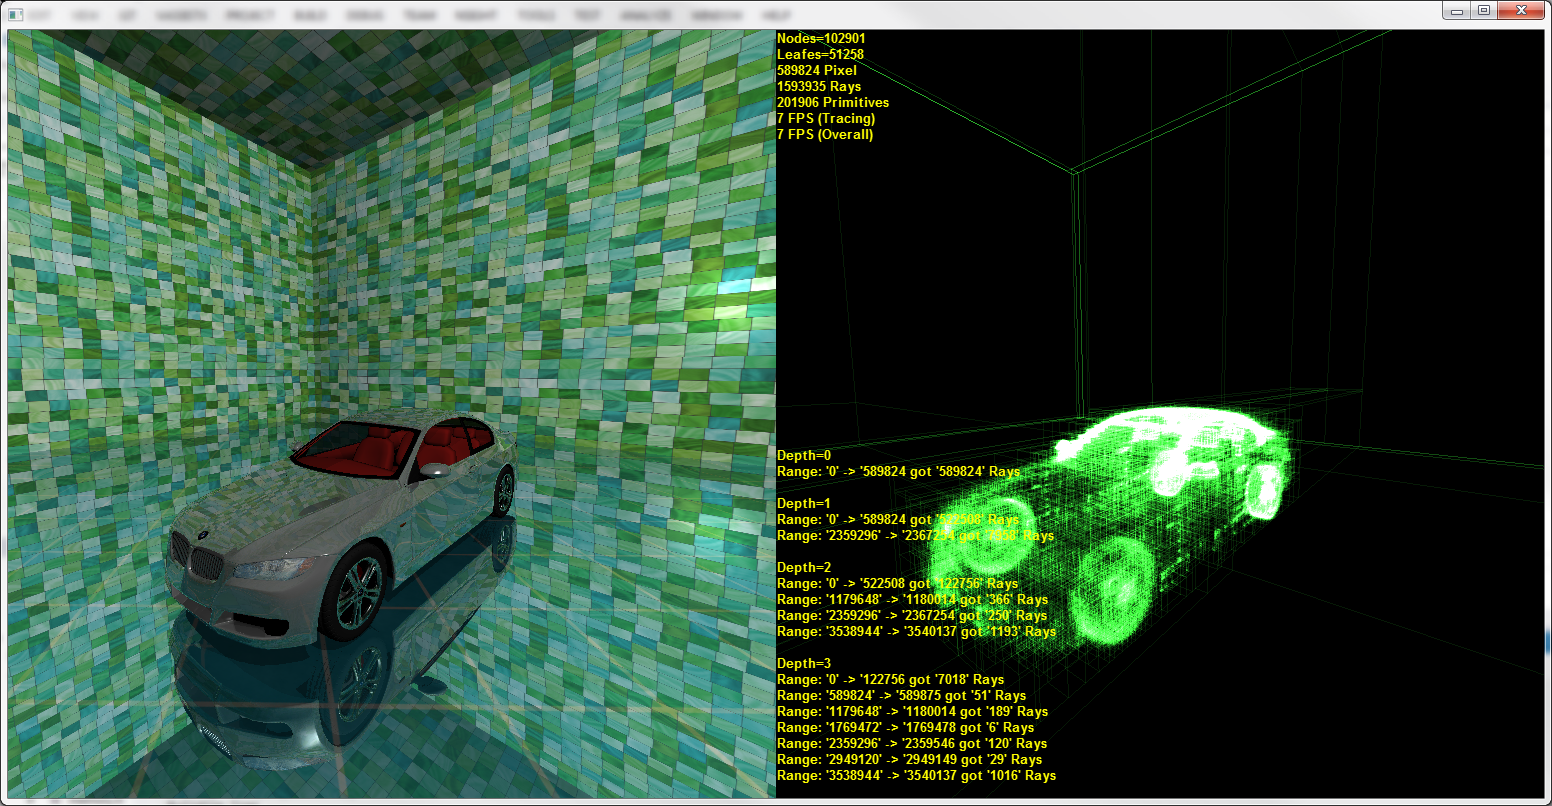 Nodes=102901
Leafes=51258
589824 Pixel
1593935 Rays
201906 Primitives
7 FPS (Tracing)
7 FPS (Overall)
Depth=0
Range: '0' -> '589824 got '589824' Rays
Depth=1
Range: '0' -> '589824 got '522508' Rays
Range: '2359296' -> '2367254 got '7958' Rays
Depth=2
Range: '0' -> '522508 got '122756' Rays
Range: '1179648' -> '1180014 got '366' Rays
Range: '2359296' -> '2367254 got '250' Rays
Range: '3538944' -> '3540137 got '1193' Rays
Depth=3
Range: '0' -> '122756 got '7018' Rays
Range: '589824' -> '589875 got '51' Rays
Range: '1179648' -> '1180014 got '189' Rays
Range: '1769472' -> '1769478 got '6' Rays
Range: '2359296' -> '2359546 got '120' Rays
Range: '2949120' -> '2949149 got '29' Rays
Range: '3538944' -> '3540137 got '1016' Rays